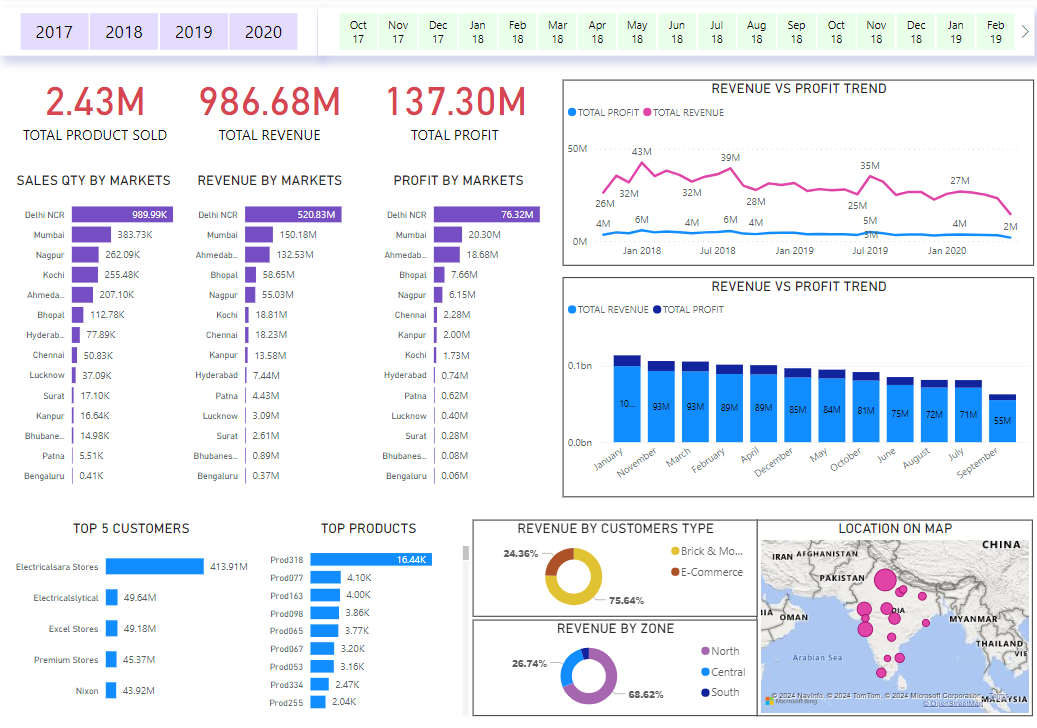 2017 2018 2019 2020
Oct 17 Nov 17 Dec 17 Jan 18 Feb 18 Mar 18 Apr 18 May 18 Jun 18 Jul 18 Aug 18 Sep 18 Oct 18 Nov 18 Dec 18 Jan 19 Feb 19
2.43M
TOTAL PRODUCT SOLD
986.68M
TOTAL REVENUE
137.30M
TOTAL PROFIT
SALES QTY BY MARKETS
Delhi NCR 989.99K
Mumbai 383.73K
Nagpur 262.09K
Kochi 255.48K
Ahmeda... 207.10K
Bhopal 112.78K
Hyderab... 77.89K
Chennai 50.83K
Lucknow 37.09K
Surat 17.10K
Kanpur 16.64K
Bhubane... 14.98K
Patna 5.51K
Bengaluru 0.41K
REVENUE BY MARKETS
Delhi NCR 520.83M
Mumbai 150.18M
Ahmedab... 132.53M
Bhopal 58.65M
Nagpur 55.03M
Kochi 18.81M
Chennai 18.23M
Kanpur 13.58M
Hyderabad 7.44M
Patna 4.43M
Lucknow 3.09M
Surat 2.61M
Bhubanes... 0.89M
Bengaluru 0.37M
PROFIT BY MARKETS
Delhi NCR 76.32M
Mumbai 20.30M
Ahmedab... 18.68M
Bhopal 7.66M
Nagpur 6.15M
Chennai 2.28M
Kanpur 2.00M
Kochi 1.73M
Hyderabad 0.74M
Patna 0.62M
Lucknow 0.40M
Surat 0.28M
Bhubanes... 0.08M
Bengaluru 0.06M
REVENUE VS PROFIT TREND
TOTAL PROFIT TOTAL REVENUE
50M
0M
26M 32M 43M 32M 39M 28M 25M 35M 27M
4M 6M 4M 6M 4M 5M 3M 4M 2M
Jan 2018 Jul 2018 Jan 2019 Jul 2019 Jan 2020
REVENUE VS PROFIT TREND
TOTAL REVENUE TOTAL PROFIT
0.1bn
0.0bn
10... 93M 93M 89M 89M 85M 84M 81M 75M 72M 71M 55M
January November March February April December May October June August July September
TOP 5 CUSTOMERS
Electricalsara Stores 413.91M
Electricalslytical 49.64M
Excel Stores 49.18M
Premium Stores 45.37M
Nixon 43.92M
TOP PRODUCTS
Prod318 16.44K
Prod077 4.10K
Prod163 4.00K
Prod098 3.86K
Prod065 3.77K
Prod067 3.20K
Prod053 3.16K
Prod334 2.47K
Prod255 2.04K
REVENUE BY CUSTOMERS TYPE
24.36%
75.64%
Brick & Mo...
E-Commerce
REVENUE BY ZONE
26.74%
68.62%
North
Central
South
LOCATION ON MAP
CHINA
IRAN AFGHANISTAN
PAKISTAN
DIA
IA OMAN
MYANMAR
THAILAND
VIE
Arabian Sea
MALAYSIA
© 2024 NavInfo, © 2024 TomTom, © 2024 Microsoft Corporation
Microsoft Bing
© OpenStreetMap